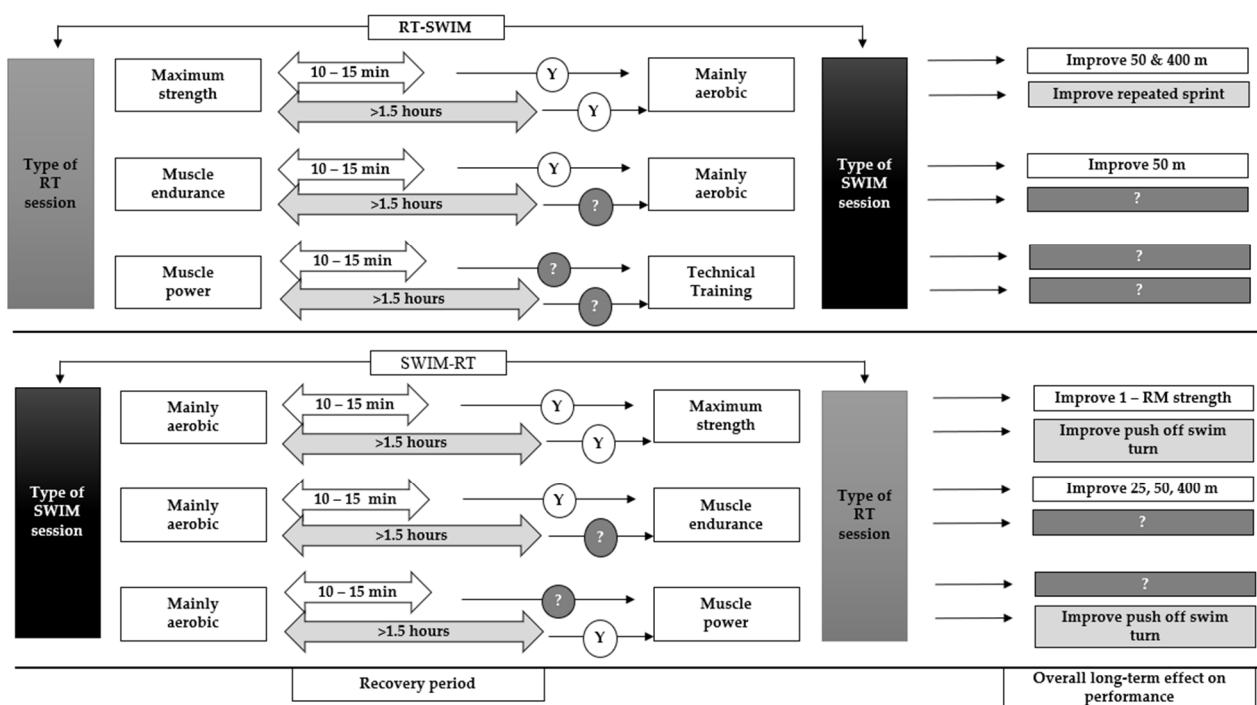 RT-SWIM
Type of
RT
session
Maximum
strength
10 – 15 min
Y
>1.5 hours
Y
Mainly
aerobic
Type of
SWIM
session
Improve 50 & 400 m
Improve repeated sprint
Muscle
endurance
10 – 15 min
Y
>1.5 hours
?
Mainly
aerobic
Improve 50 m
?
Muscle
power
10 – 15 min
?
>1.5 hours
?
Technical
Training
?
?
SWIM-RT
Type of
SWIM
session
Mainly
aerobic
10 – 15 min
Y
>1.5 hours
Y
Maximum
strength
Type of
RT
session
Improve 1 – RM strength
Improve push off swim
turn
Mainly
aerobic
10 – 15 min
Y
>1.5 hours
?
Muscle
endurance
Improve 25, 50, 400 m
?
Mainly
aerobic
10 – 15 min
?
>1.5 hours
Y
Muscle
power
?
Improve push off swim
turn
Recovery period
Overall long-term effect on
performance